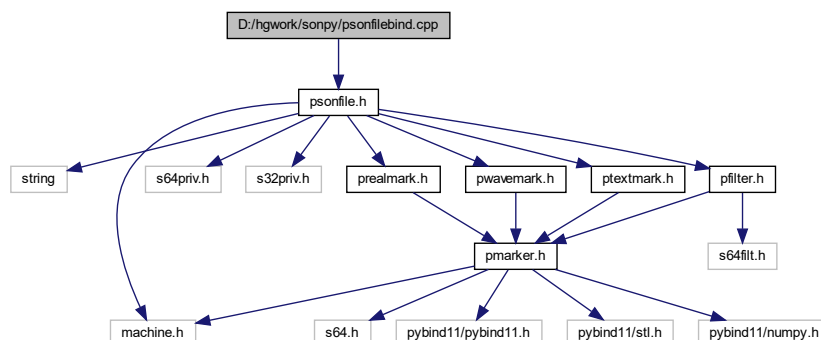 D:/hgwork/sonpy/psonfilebind.cpp
psonfile.h
string
s64priv.h
s32priv.h
prealmark.h
pwavemark.h
ptextmark.h
pfilter.h
pmarker.h
s64filt.h
machine.h
s64.h
pybind11/pybind11.h
pybind11/stl.h
pybind11/numpy.h